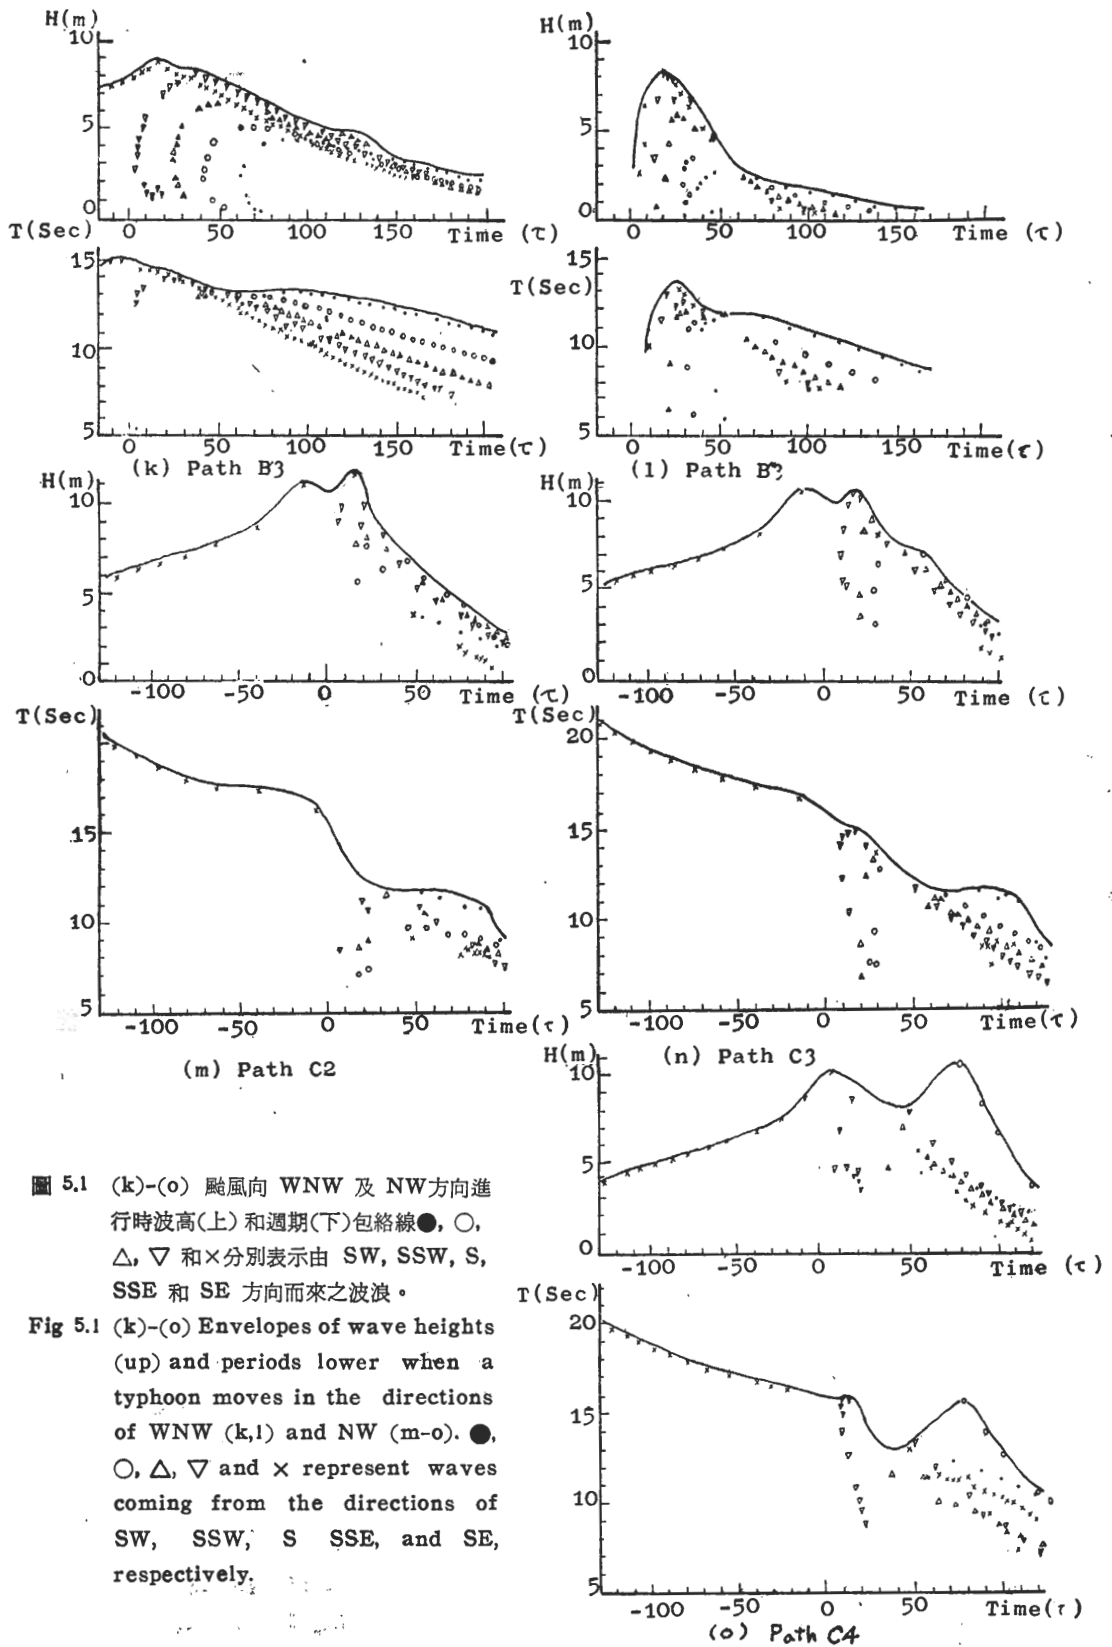 H(m)
10
5
0
0 50 100 150 Time (τ)
H(m)
10
5
0
0 50 100 150 Time (τ)
T(Sec)
15
10
5
0 50 100 150 Time(τ)
(k) Path B3
T(Sec)
15
10
5
0 50 100 150 Time(τ)
(l) Path B3
H(m)
10
5
0
-100 -50 0 50 Time (τ)
H(m)
10
5
0
-100 -50 0 50 Time (τ)
T(Sec)
15
10
5
-100 -50 0 50 Time(τ)
(m) Path C2
T(Sec)
20
15
10
5
-100 -50 0 50 Time(τ)
(n) Path C3
H(m)
10
5
0
-100 -50 0 50 Time (τ)
T(Sec)
20
15
10
5
-100 -50 0 50 Time(τ)
(o) Path C4
圖 5.1 (k)-(o) 颱風向 WNW 及 NW方向進
行時波高(上) 和週期(下)包絡線●, ○,
△, ▽ 和×分別表示由 SW, SSW, S,
SSE 和 SE 方向而來之波浪。
Fig 5.1 (k)-(o) Envelopes of wave heights
(up) and periods lower when a
typhoon moves in the directions
of WNW (k,l) and NW (m-o). ●,
○, △, ▽ and × represent waves
coming from the directions of
SW, SSW, S SSE, and SE,
respectively.